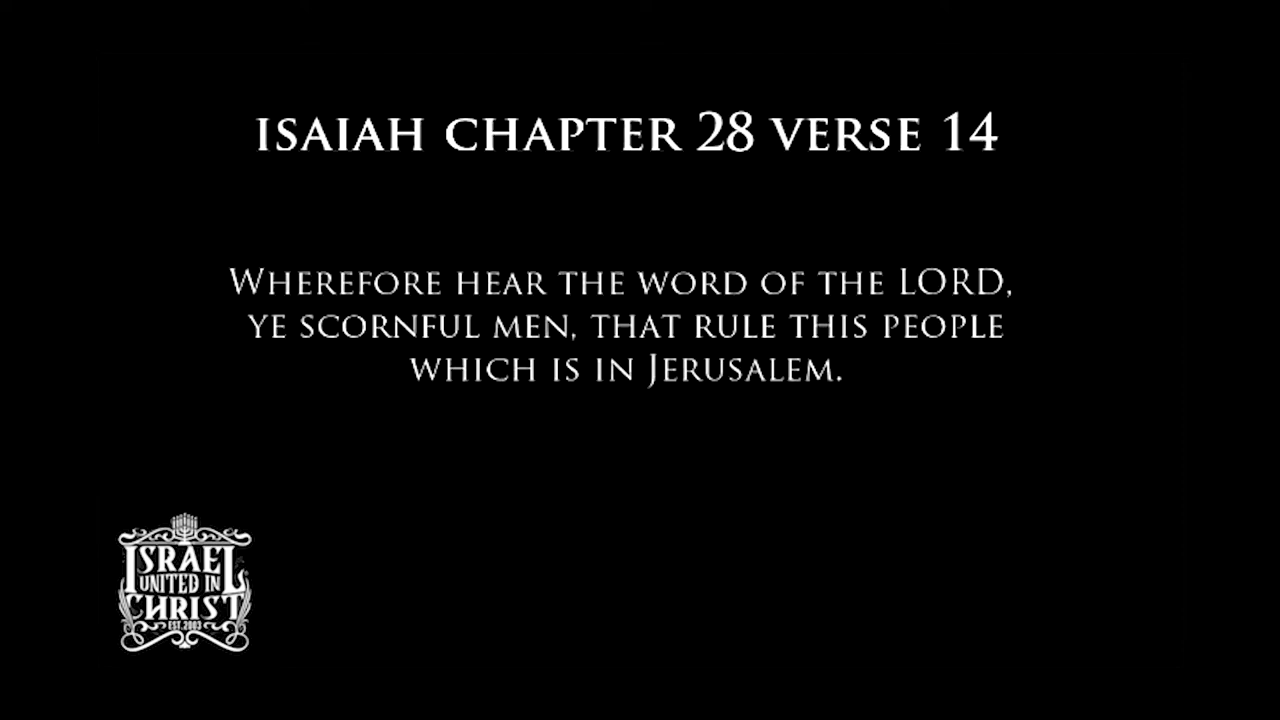 ISAIAH CHAPTER 28 VERSE 14
WHEREFORE HEAR THE WORD OF THE LORD,
YE SCORNFUL MEN, THAT RULE THIS PEOPLE
WHICH IS IN JERUSALEM.
ISRAEL
UNITED IN
CHRIST
EST. 2003